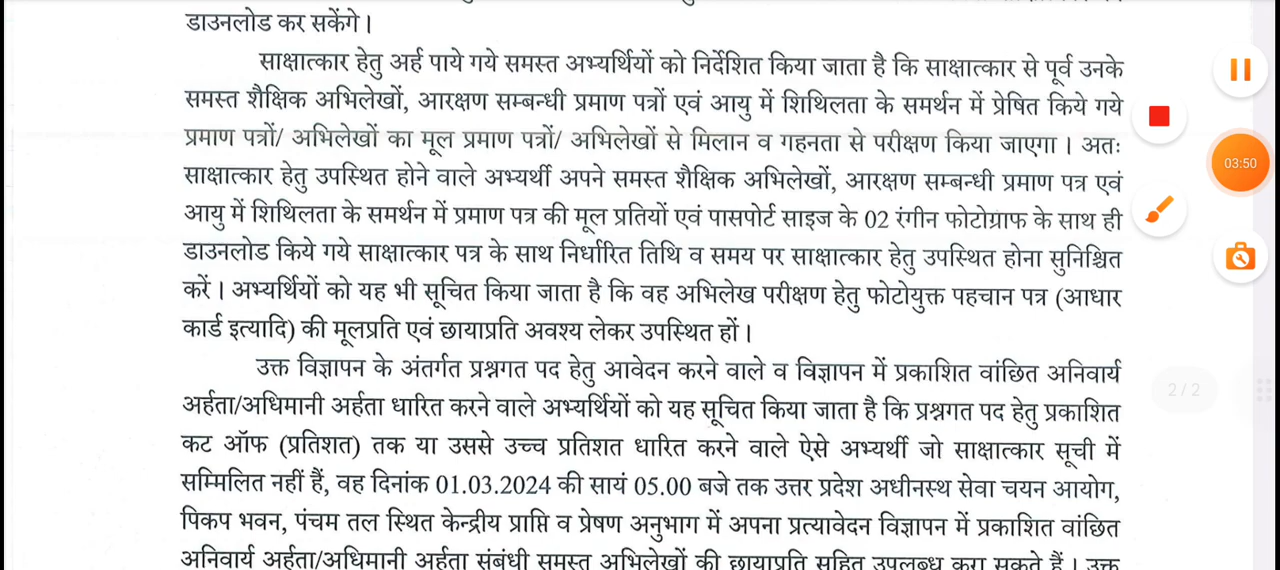 डाउनलोड कर सकेंगे।
साक्षात्कार हेतु अर्ह पाये गये समस्त अभ्यर्थियों को निर्देशित किया जाता है कि साक्षात्कार से पूर्व उनके
समस्त शैक्षिक अभिलेखों, आरक्षण सम्बन्धी प्रमाण पत्रों एवं आयु में शिथिलता के समर्थन में प्रेषित किये गये
प्रमाण पत्रों/ अभिलेखों का मूल प्रमाण पत्रों/ अभिलेखों से मिलान व गहनता से परीक्षण किया जाएगा। अतः
साक्षात्कार हेतु उपस्थित होने वाले अभ्यर्थी अपने समस्त शैक्षिक अभिलेखों, आरक्षण सम्बन्धी प्रमाण पत्र एवं
आयु में शिथिलता के समर्थन में प्रमाण पत्र की मूल प्रतियों एवं पासपोर्ट साइज के 02 रंगीन फोटोग्राफ के साथ ही
डाउनलोड किये गये साक्षात्कार पत्र के साथ निर्धारित तिथि व समय पर साक्षात्कार हेतु उपस्थित होना सुनिश्चित
करें। अभ्यर्थियों को यह भी सूचित किया जाता है कि वह अभिलेख परीक्षण हेतु फोटोयुक्त पहचान पत्र (आधार
कार्ड इत्यादि) की मूलप्रति एवं छायाप्रति अवश्य लेकर उपस्थित हों।
उक्त विज्ञापन के अंतर्गत प्रश्नगत पद हेतु आवेदन करने वाले व विज्ञापन में प्रकाशित वांछित अनिवार्य
अर्हता/अधिमानी अर्हता धारित करने वाले अभ्यर्थियों को यह सूचित किया जाता है कि प्रश्नगत पद हेतु प्रकाशित
कट ऑफ (प्रतिशत) तक या उससे उच्च प्रतिशत धारित करने वाले ऐसे अभ्यर्थी जो साक्षात्कार सूची में
सम्मिलित नहीं हैं, वह दिनांक 01.03.2024 की सायं 05.00 बजे तक उत्तर प्रदेश अधीनस्थ सेवा चयन आयोग,
पिकप भवन, पंचम तल स्थित केन्द्रीय प्राप्ति व प्रेषण अनुभाग में अपना प्रत्यावेदन विज्ञापन में प्रकाशित वांछित
अनिवार्य अर्हता/अधिमानी अर्हता संबंधी समस्त अभिलेखों की छायाप्रति सहित उपलब्ध करा सकते हैं। उक्त
03:50
2/2